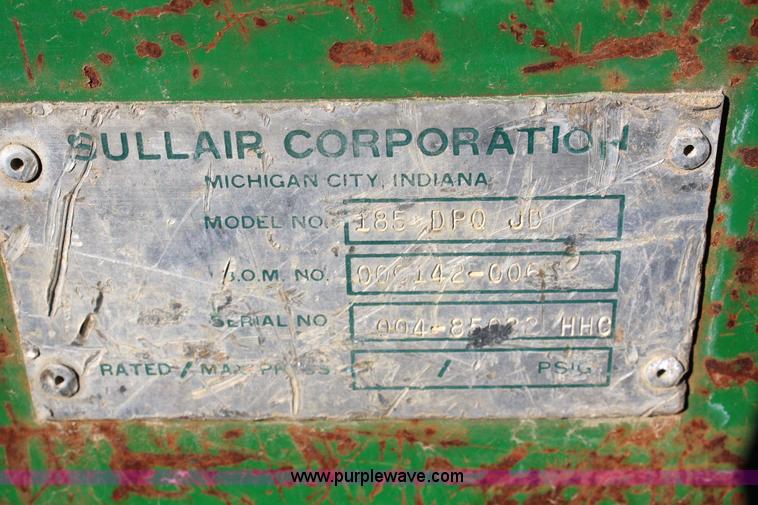 SULLAIR CORPORATION
MICHIGAN CITY, INDIANA
MODEL NO. 185 DPQ JD
B.O.M. NO.
SERIAL NO HHC
RATED / MAX PRESS / PSIG
www.purplewave.com